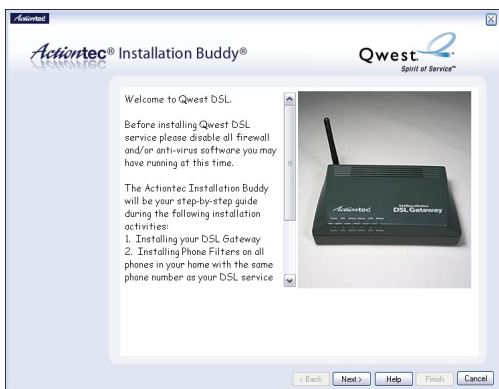 Actiontec
Actiontec® Installation Buddy®
Qwest.
Spirit of Service™
Welcome to Qwest DSL.
Before installing Qwest DSL
service please disable all firewall
and/or anti-virus software you may
have running at this time.
The Actiontec Installation Buddy
will be your step-by-step guide
during the following installation
activities:
1. Installing your DSL Gateway
2. Installing Phone Filters on all
phones in your home with the same
phone number as your DSL service
Actiontec
DSL Gateway
< Back
Next >
Help
Finish
Cancel